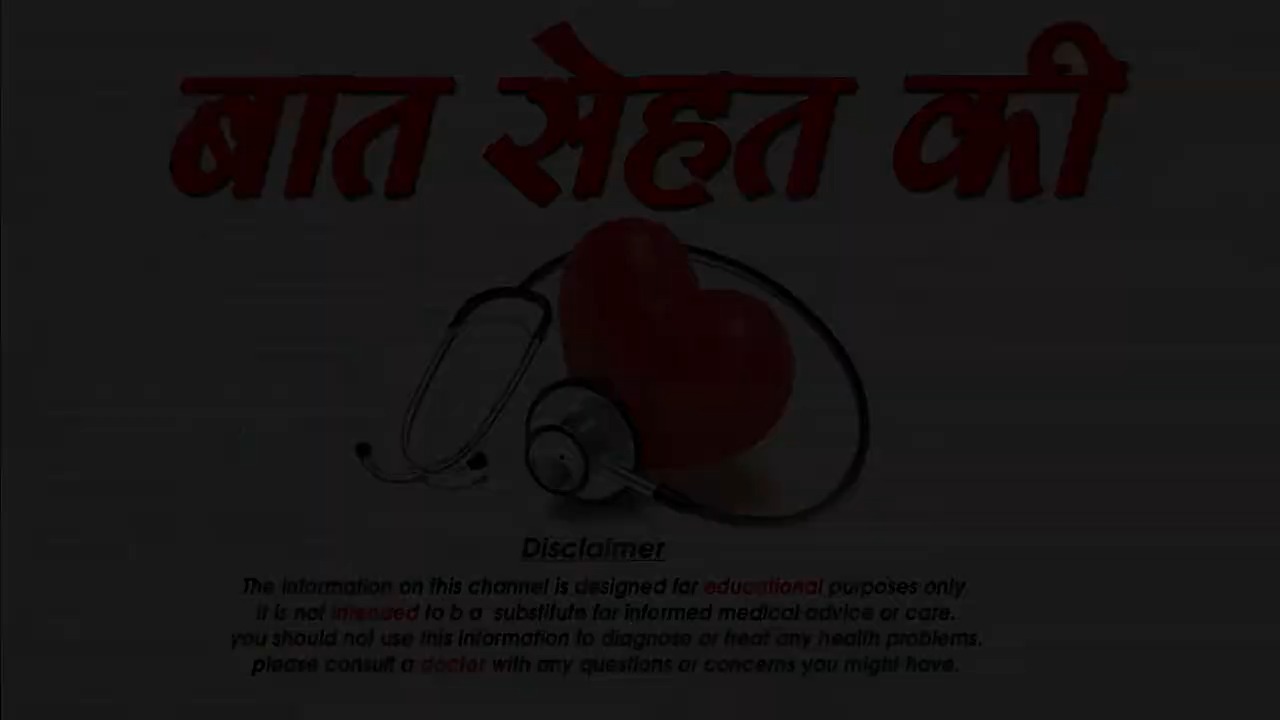 बात सेहत की
Disclaimer
The information on this channel is designed for educational purposes only.
it is not intended to b a substitute for informed medical advice or care.
you should not use this information to diagnose or treat any health problems.
please consult a doctor with any questions or concerns you might have.